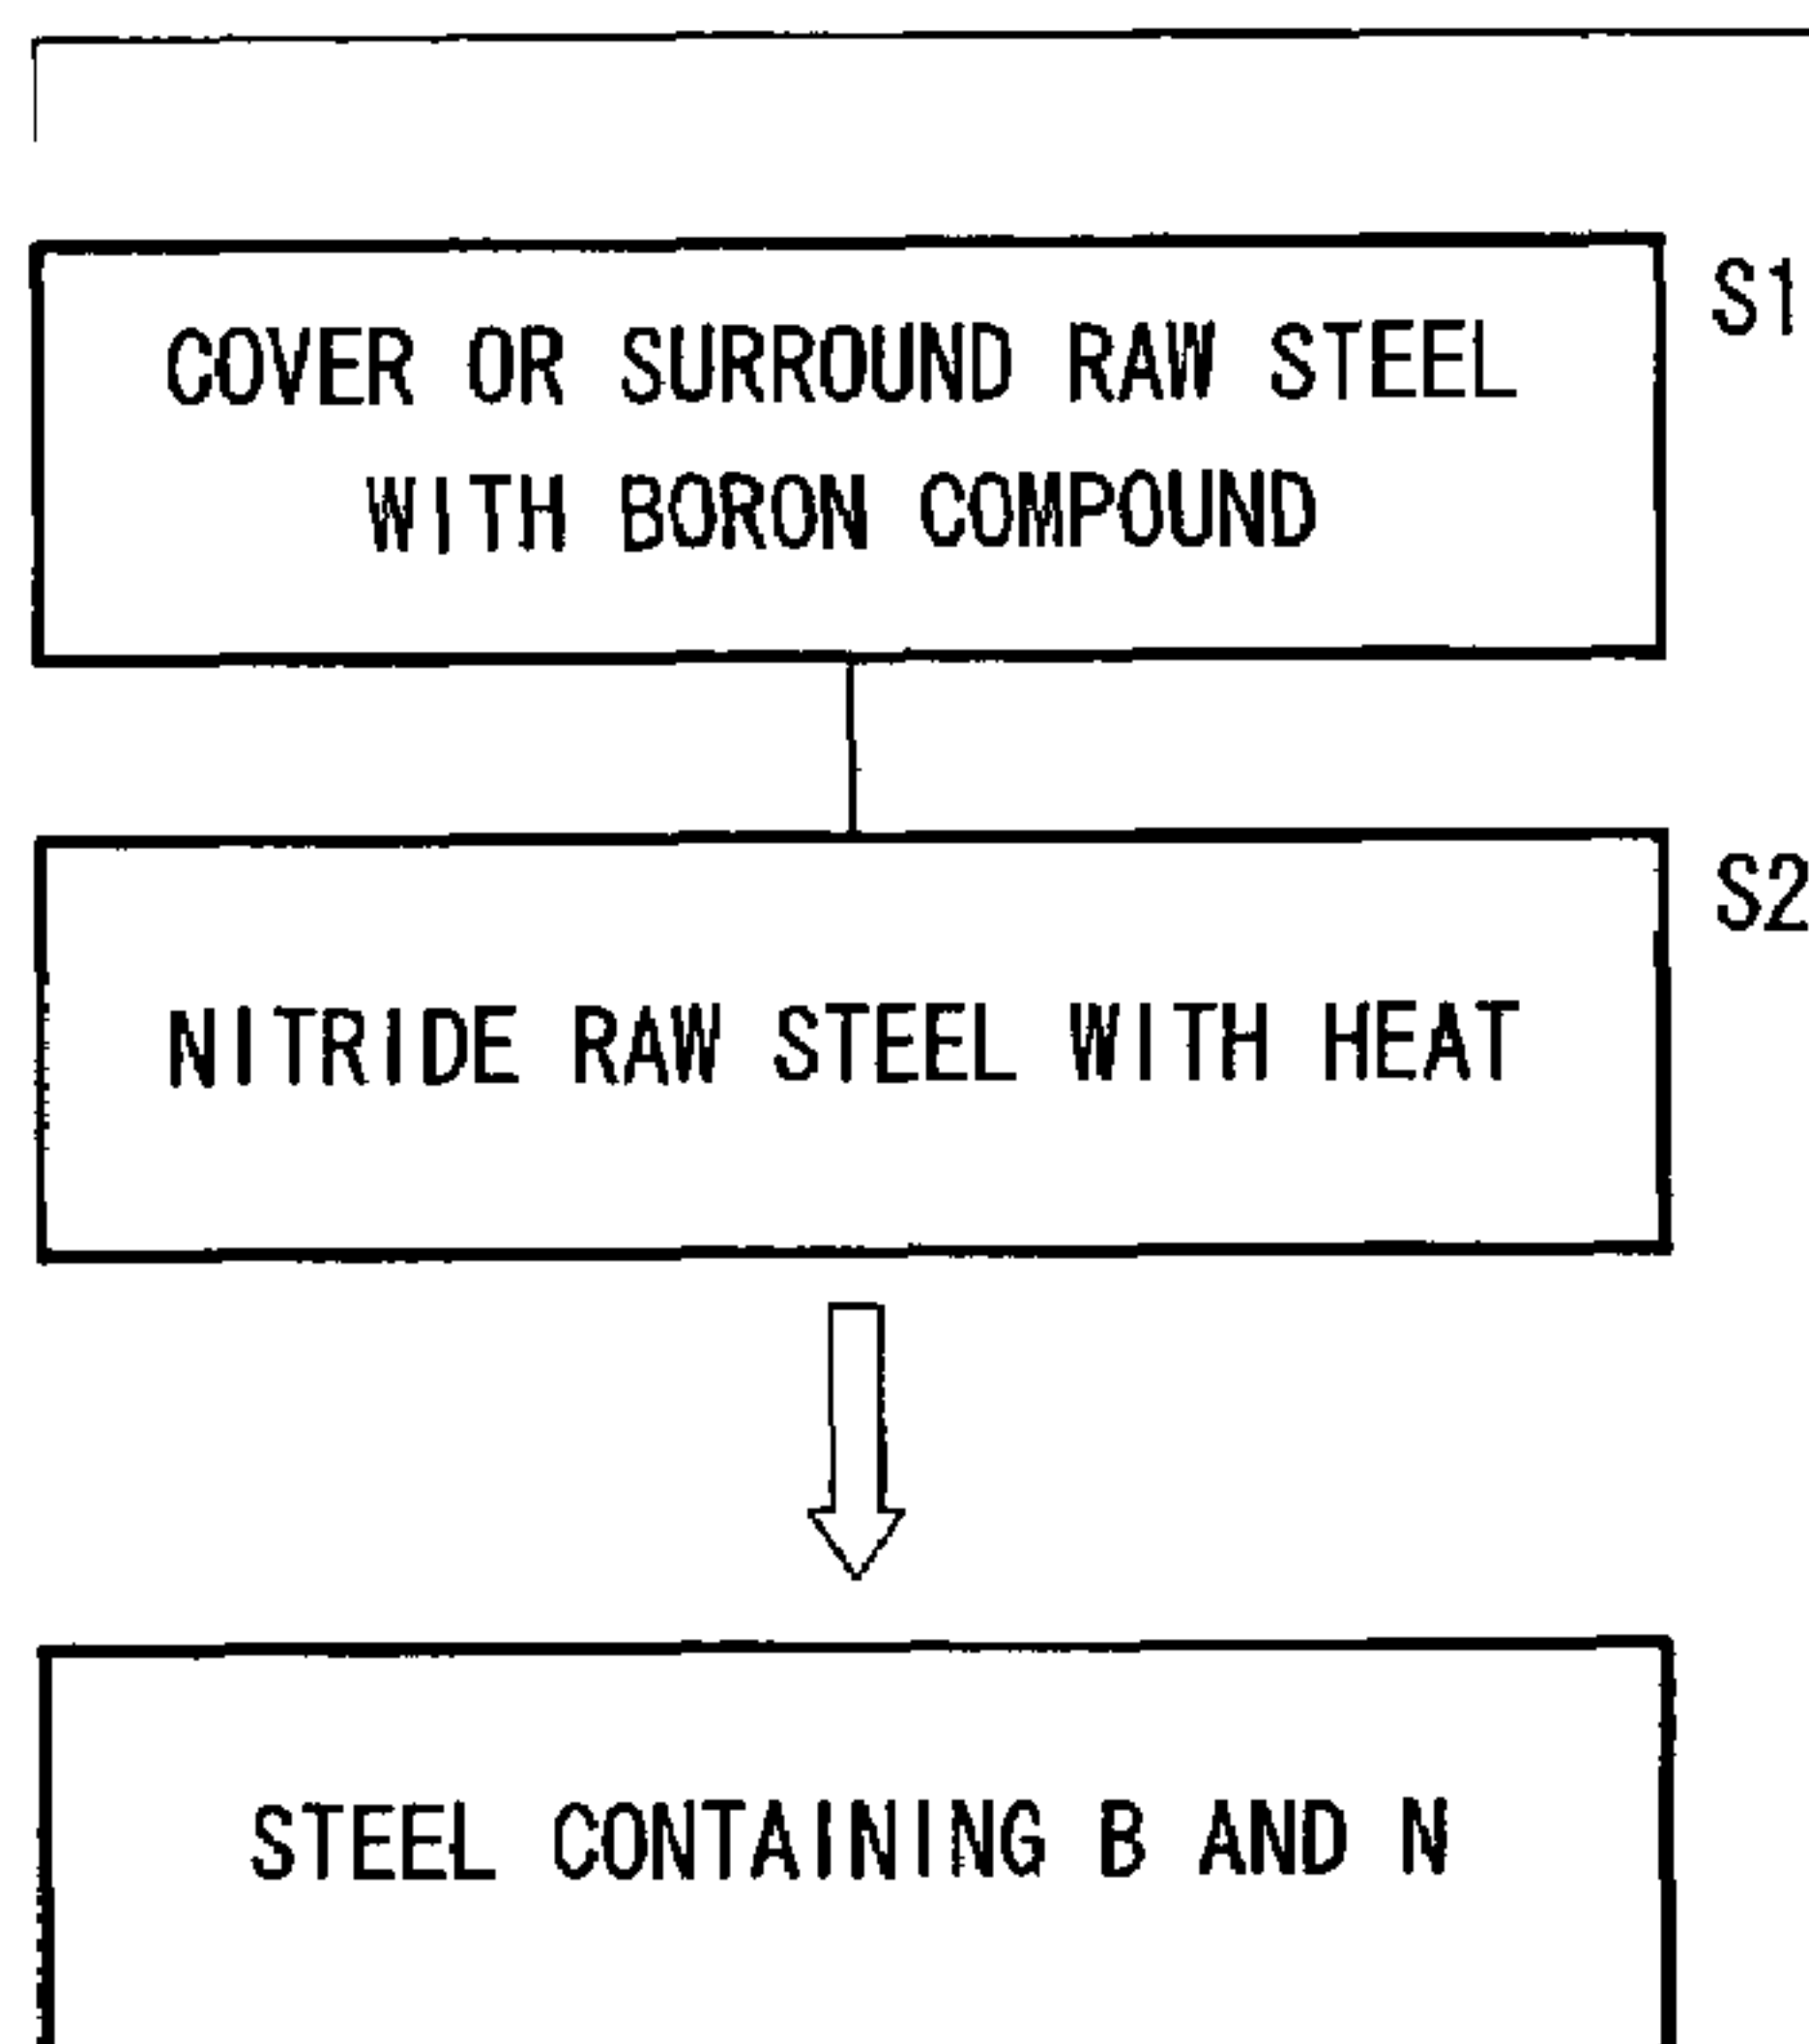 COVER OR SURROUND RAW STEEL
WITH BORON COMPOUND
S1
NITRIDE RAW STEEL WITH HEAT
S2
STEEL CONTAINING B AND N